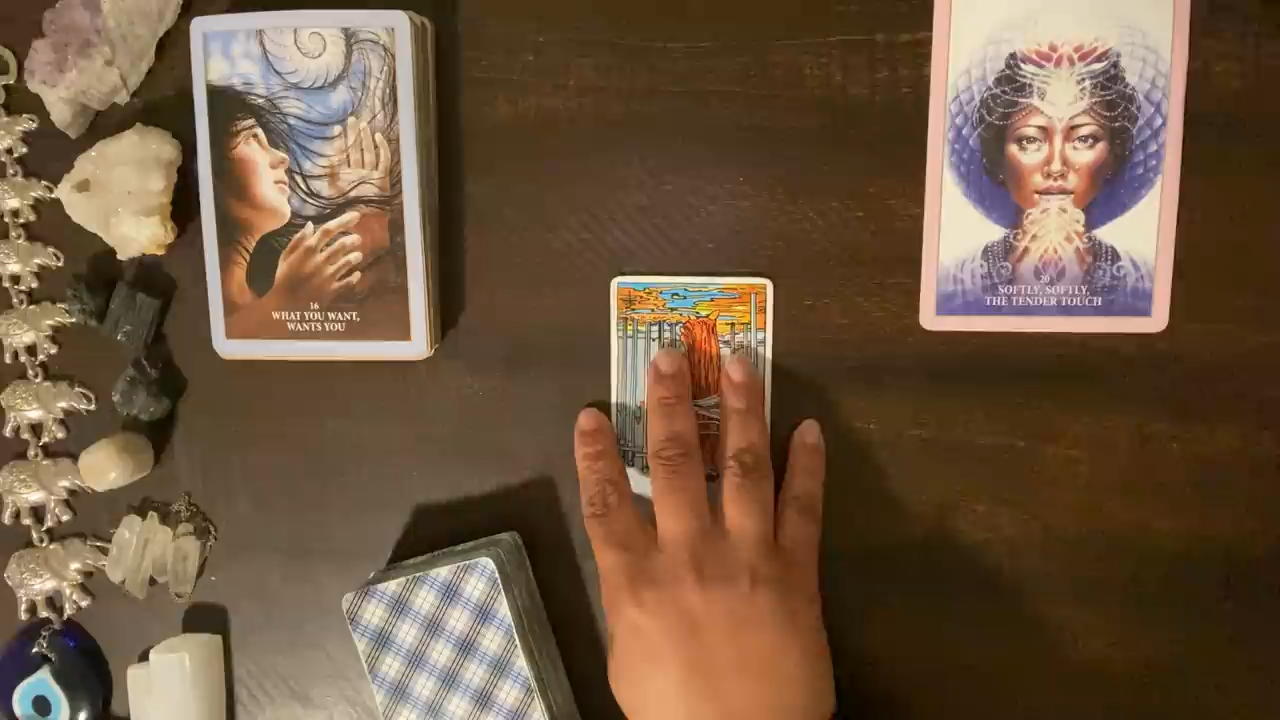 16
WHAT YOU WANT,
WANTS YOU
20
SOFTLY, SOFTLY,
THE TENDER TOUCH